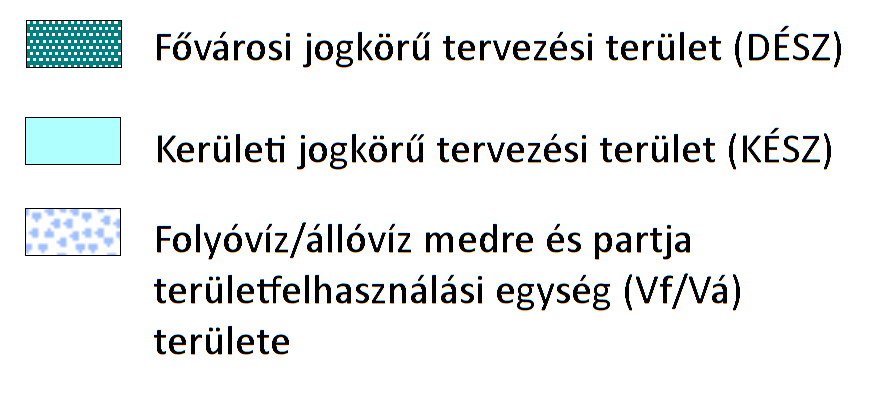 Fővárosi jogkörű tervezési terület (DÉSZ)
Kerületi jogkörű tervezési terület (KÉSZ)
Folyóvíz/állóvíz medre és partja
területfelhasználási egység (Vf/Vá)
területe